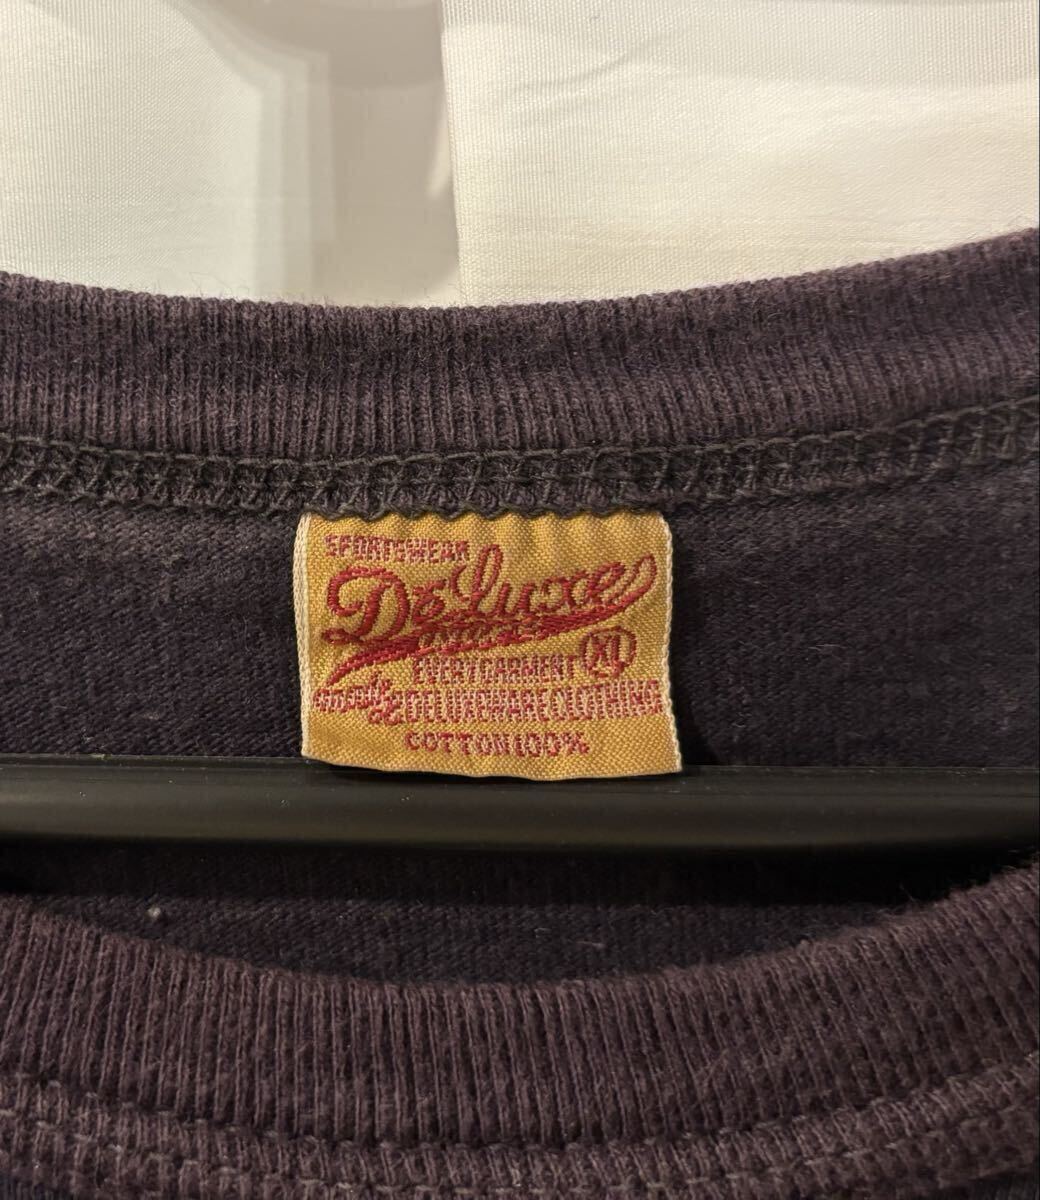 SPORTSWEAR
DeLuxe
EVERY GARMENT XL
DELUXEWARE CLOTHING
COTTON 100%